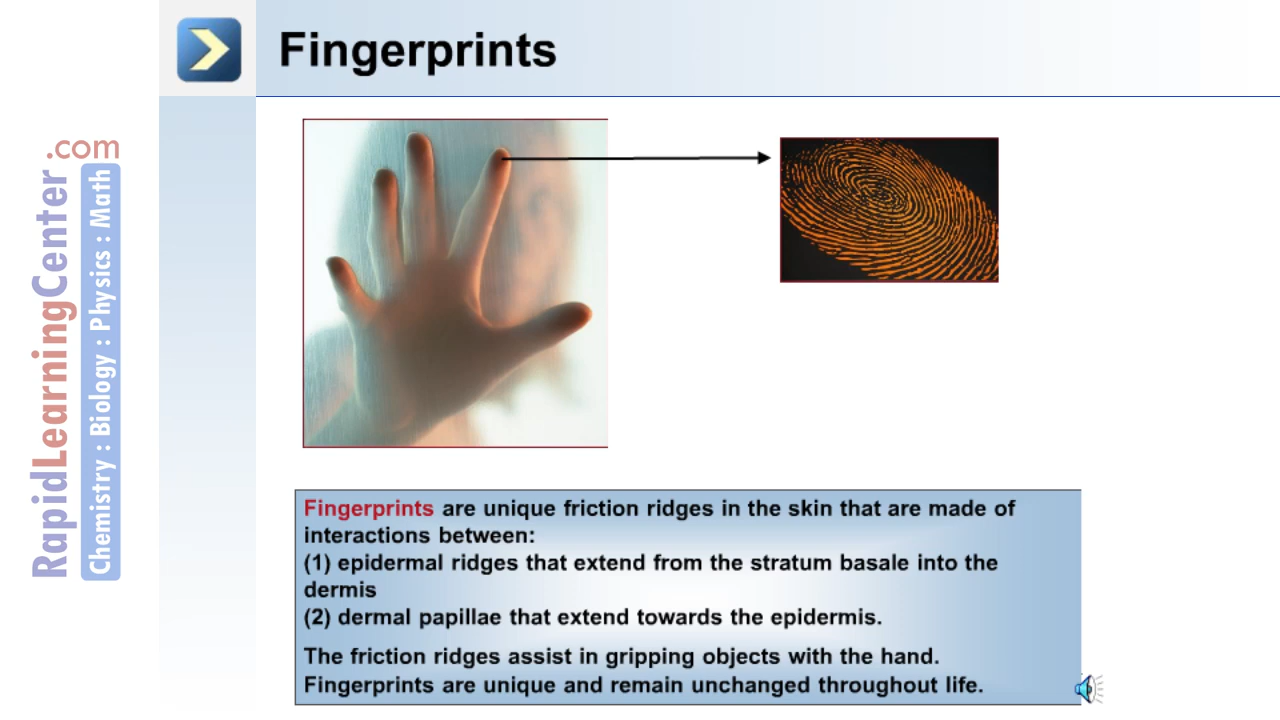 Fingerprints
RapidLearningCenter.com
Chemistry : Biology : Physics : Math
Fingerprints are unique friction ridges in the skin that are made of
interactions between:
(1) epidermal ridges that extend from the stratum basale into the
dermis
(2) dermal papillae that extend towards the epidermis.
The friction ridges assist in gripping objects with the hand.
Fingerprints are unique and remain unchanged throughout life.